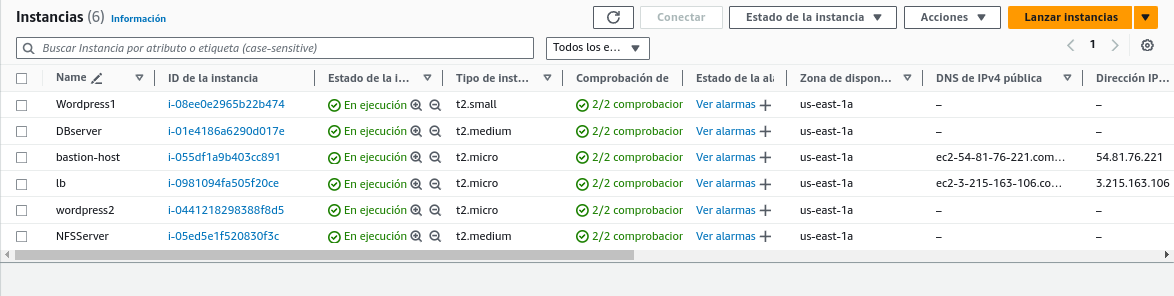 Instancias (6) Información Conectar Estado de la instancia Acciones Lanzar instancias
Buscar Instancia por atributo o etiqueta (case-sensitive) Todos los e... 1
Name ID de la instancia Estado de la i... Tipo de inst... Comprobación de Estado de la ala Zona de dispon... DNS de IPv4 pública Dirección IP...
Wordpress1 i-08ee0e2965b22b474 En ejecución t2.small 2/2 comprobacior Ver alarmas + us-east-1a – –
DBserver i-01e4186a6290d017e En ejecución t2.medium 2/2 comprobacior Ver alarmas + us-east-1a – –
bastion-host i-055df1a9b403cc891 En ejecución t2.micro 2/2 comprobacior Ver alarmas + us-east-1a ec2-54-81-76-221.com... 54.81.76.221
lb i-0981094fa505f20ce En ejecución t2.micro 2/2 comprobacior Ver alarmas + us-east-1a ec2-3-215-163-106.co... 3.215.163.106
wordpress2 i-0441218298388f8d5 En ejecución t2.micro 2/2 comprobacior Ver alarmas + us-east-1a – –
NFSServer i-05ed5e1f520830f3c En ejecución t2.medium 2/2 comprobacior Ver alarmas + us-east-1a – –